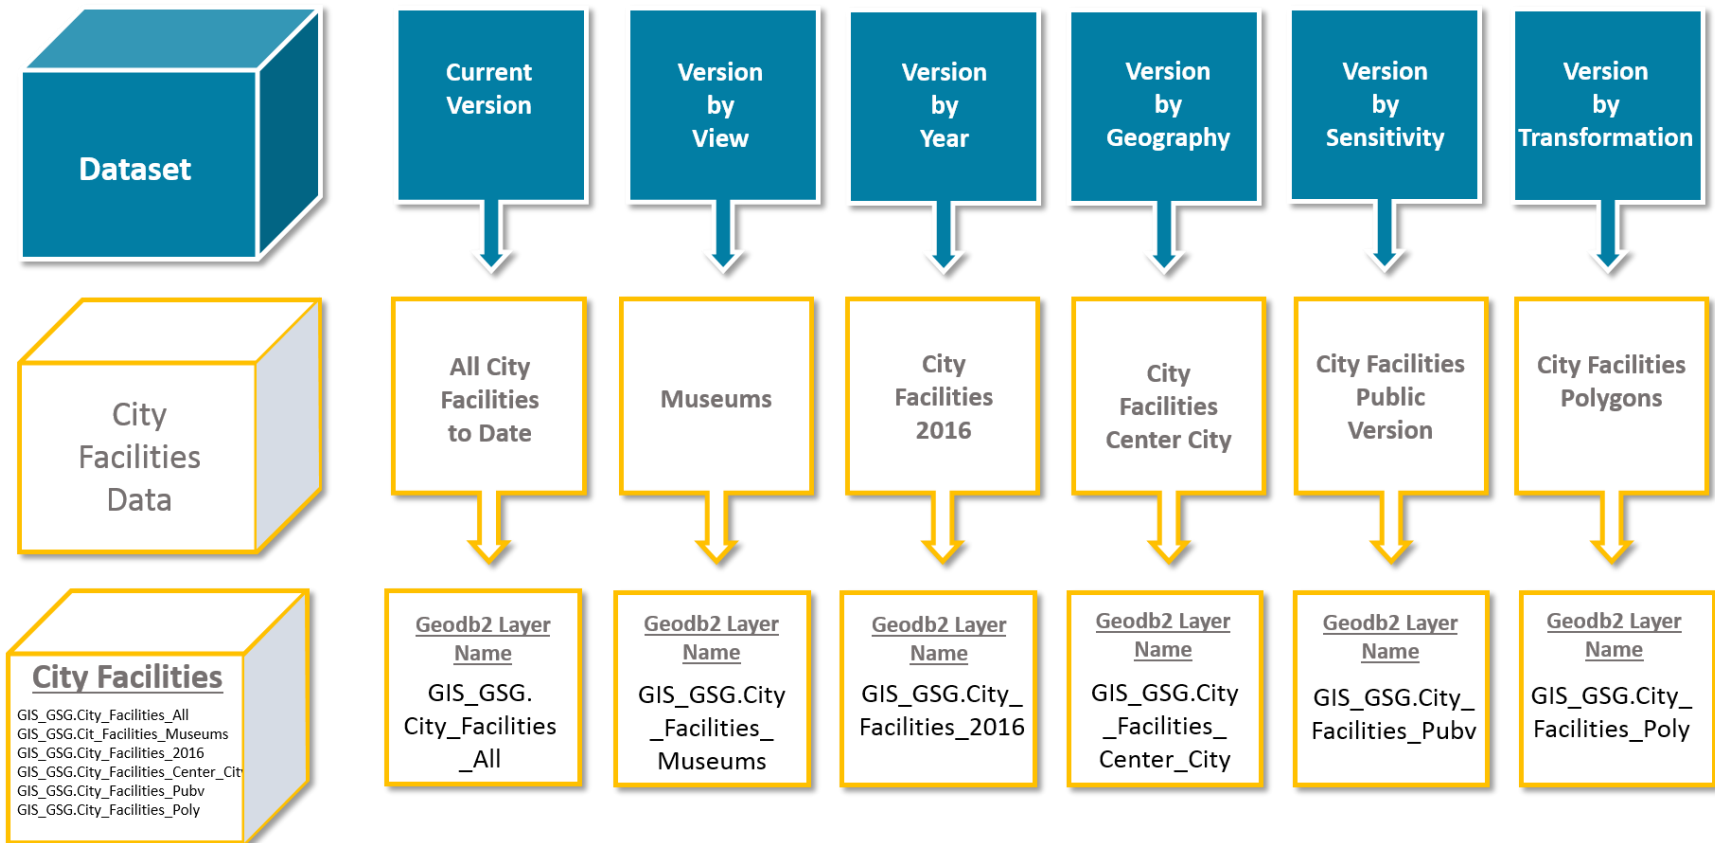 Dataset
Current
Version
Version
by
View
Version
by
Year
Version
by
Geography
Version
by
Sensitivity
Version
by
Transformation
City
Facilities
Data
All City
Facilities
to Date
Museums
City
Facilities
2016
City
Facilities
Center City
City Facilities
Public
Version
City Facilities
Polygons
City Facilities
GIS_GSG.City_Facilities_All
GIS_GSG.Cit_Facilities_Museums
GIS_GSG.City_Facilities_2016
GIS_GSG.City_Facilities_Center_City
GIS_GSG.City_Facilities_Pubv
GIS_GSG.City_Facilities_Poly
Geodb2 Layer
Name
GIS_GSG.
City_Facilities
_All
Geodb2 Layer
Name
GIS_GSG.City
_Facilities_
Museums
Geodb2 Layer
Name
GIS_GSG.City_
Facilities_2016
Geodb2 Layer
Name
GIS_GSG.City
_Facilities_
Center_City
Geodb2 Layer
Name
GIS_GSG.City_
Facilities_Pubv
Geodb2 Layer
Name
GIS_GSG.City_
Facilities_Poly